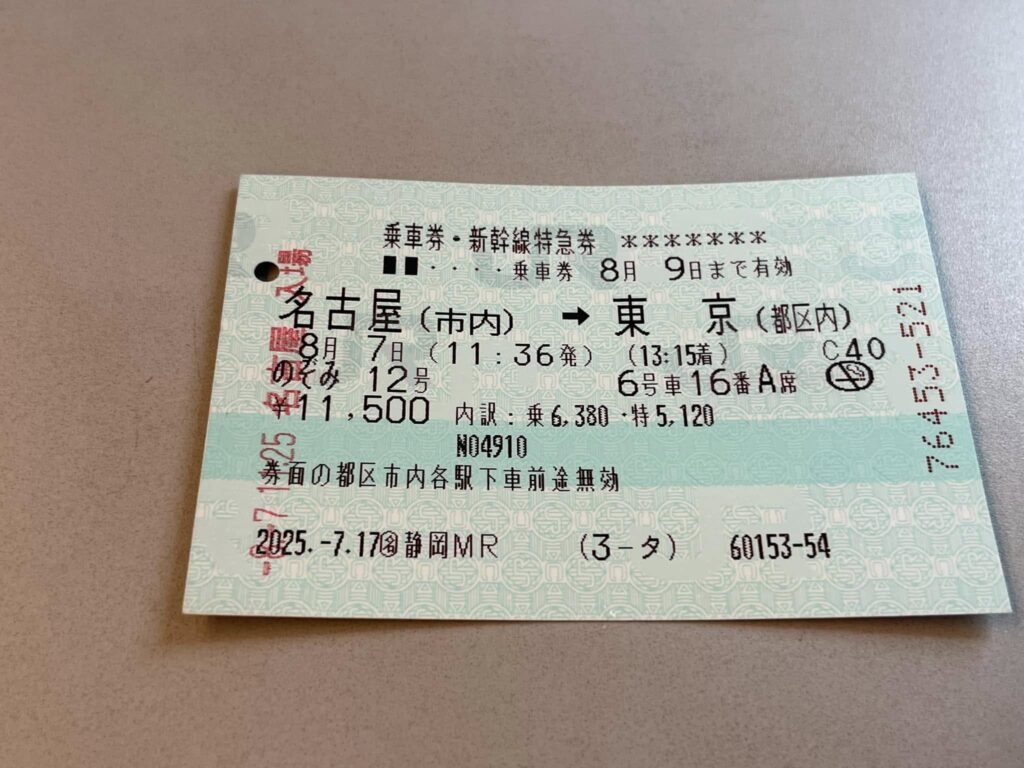 乗車券・新幹線特急券 *******
■■・・・・乗車券 8月 9日まで有効
名古屋(市内) ➡ 東 京(都区内)
8月 7日 (11:36発) (13:15着) C40
のぞみ 12号 6号車16番A席
¥11,500 内訳:乗6,380・特5,120
N04910
券面の都区市内各駅下車前途無効
2025.-7.17 静岡MR (3-タ) 60153-54
76453-521
名古屋 入場